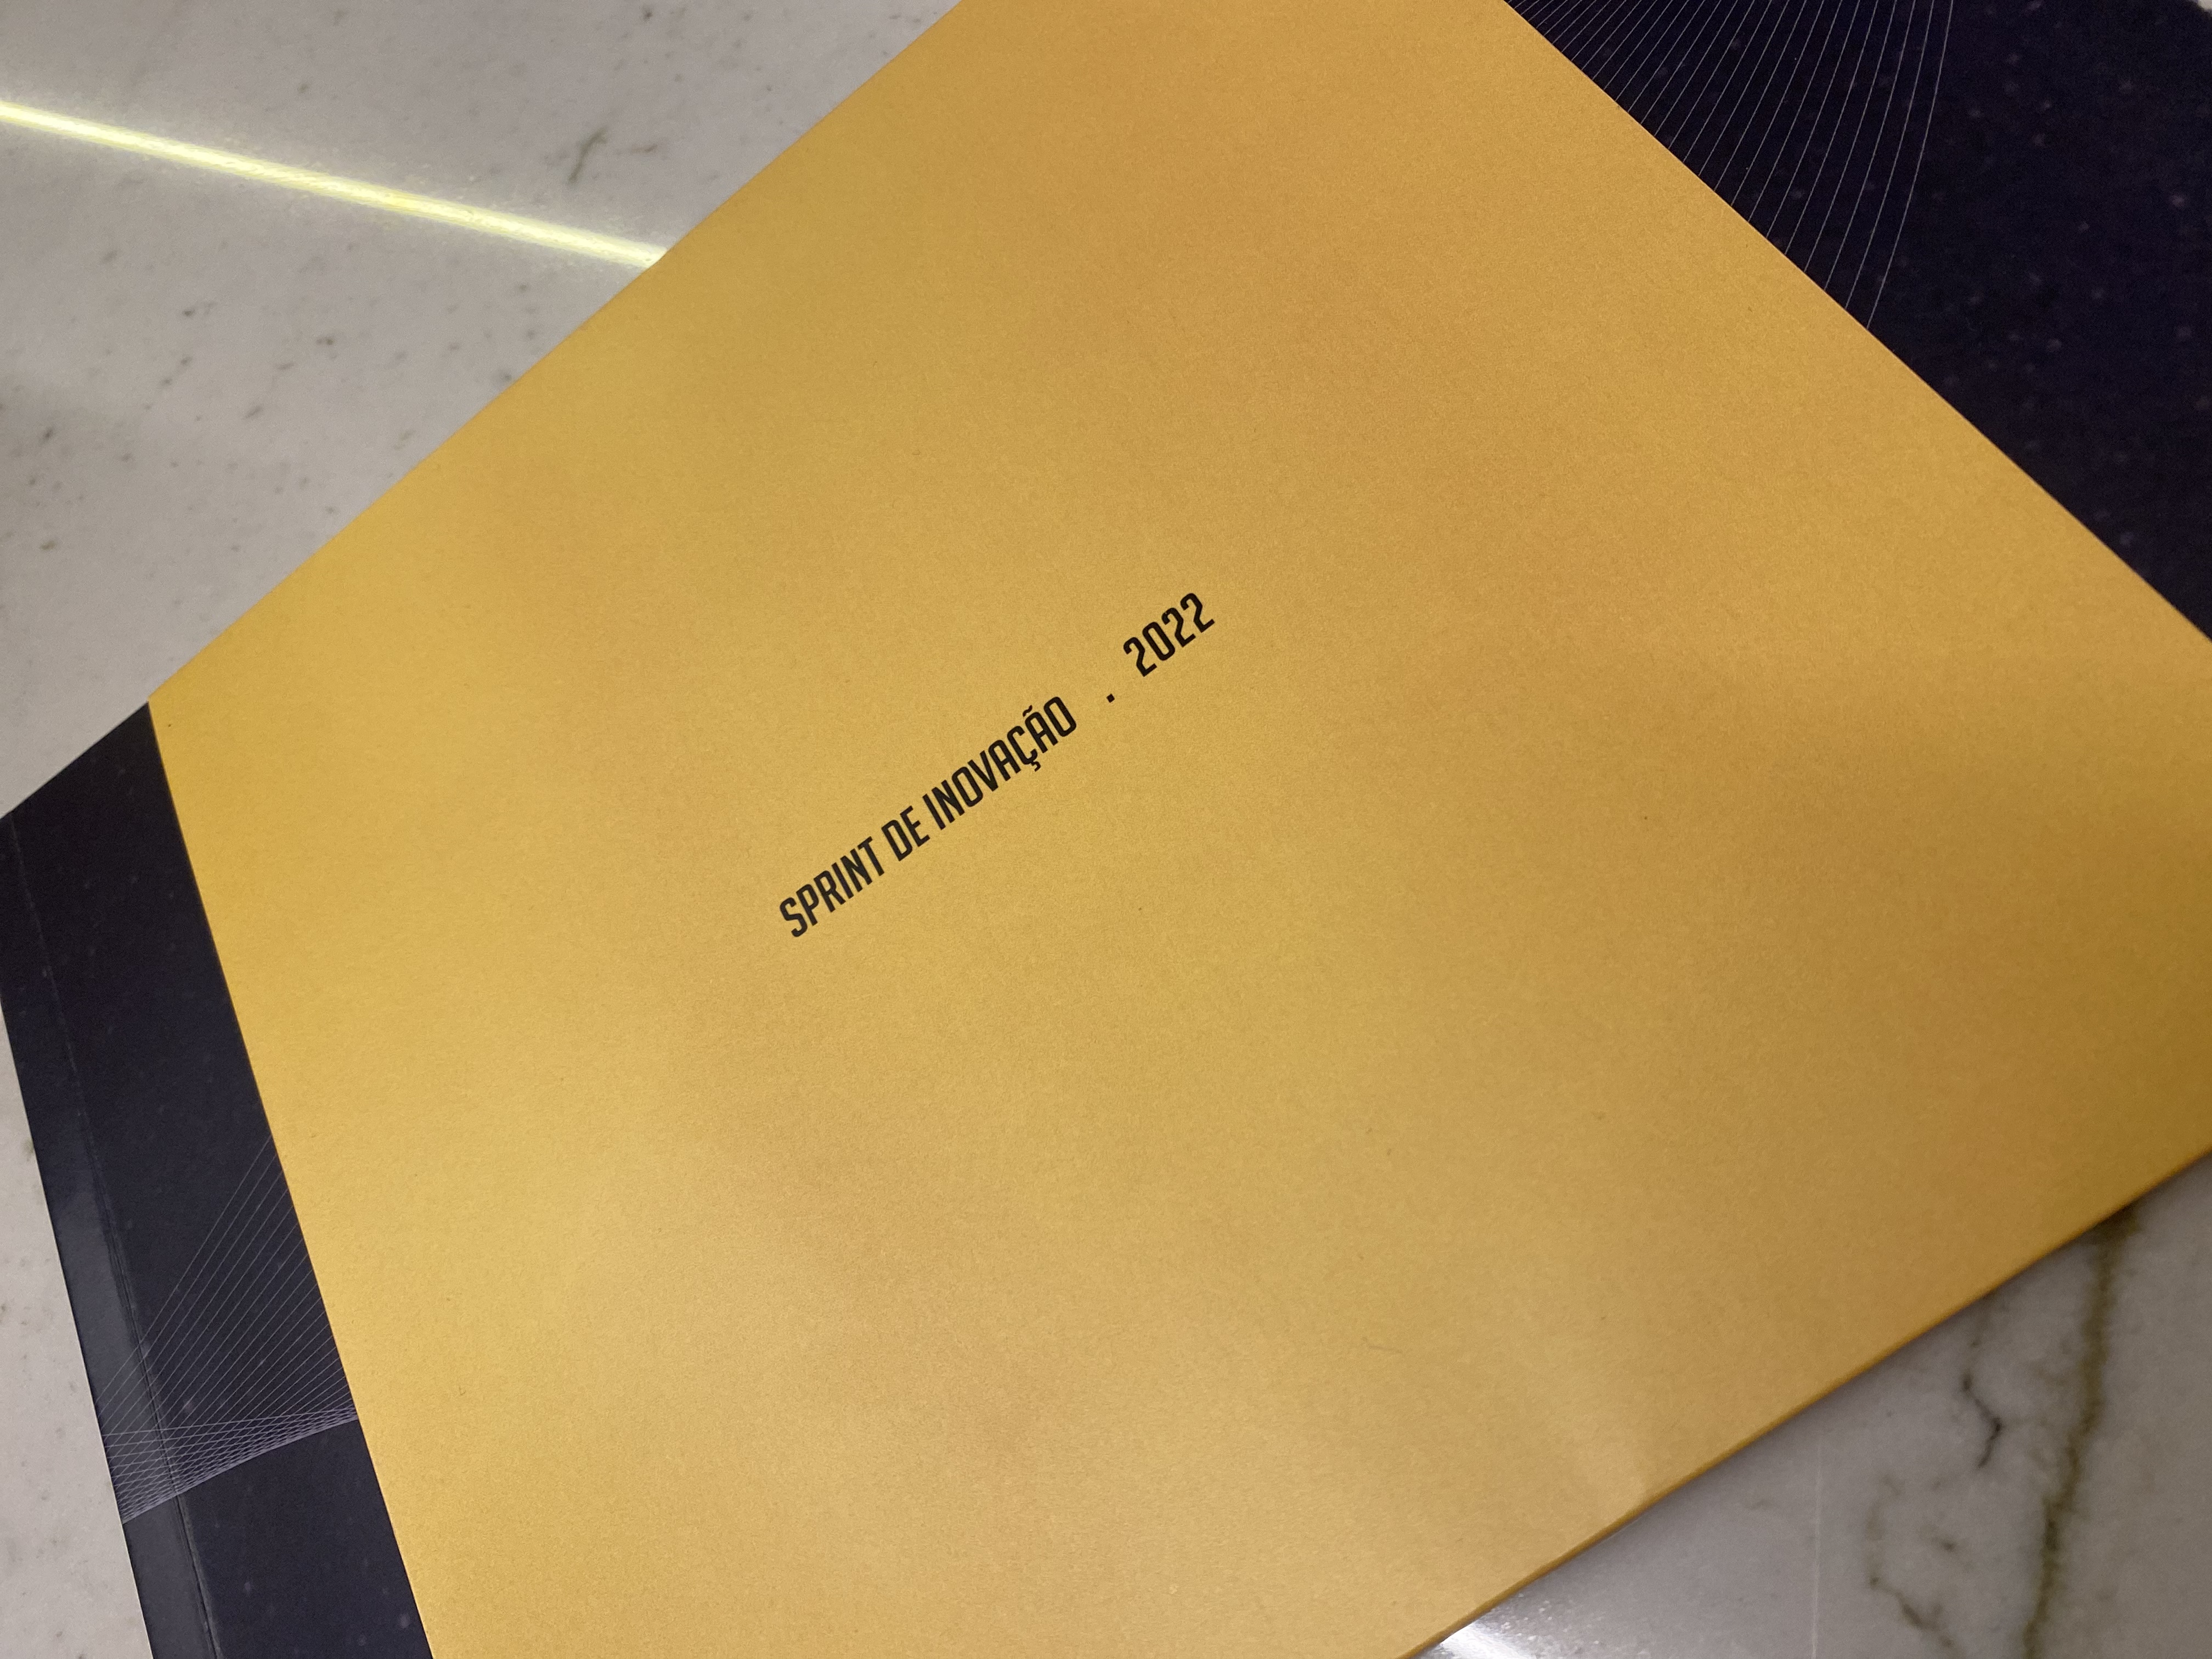 SPRINT DE INOVAÇÃO . 2022